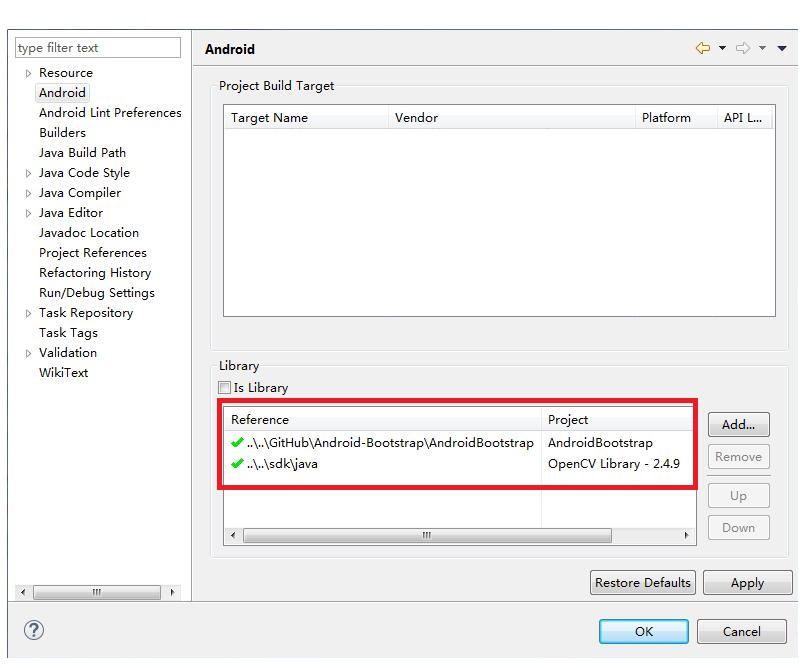 type filter text
Resource
Android
Android Lint Preferences
Builders
Java Build Path
Java Code Style
Java Compiler
Java Editor
Javadoc Location
Project References
Refactoring History
Run/Debug Settings
Task Repository
Task Tags
Validation
WikiText
Android
Project Build Target
Target Name Vendor Platform API L...
Library
Is Library
Reference Project
..\..\GitHub\Android-Bootstrap\AndroidBootstrap AndroidBootstrap
..\..\sdk\java OpenCV Library - 2.4.9
Add...
Remove
Up
Down
Restore Defaults Apply
? OK Cancel